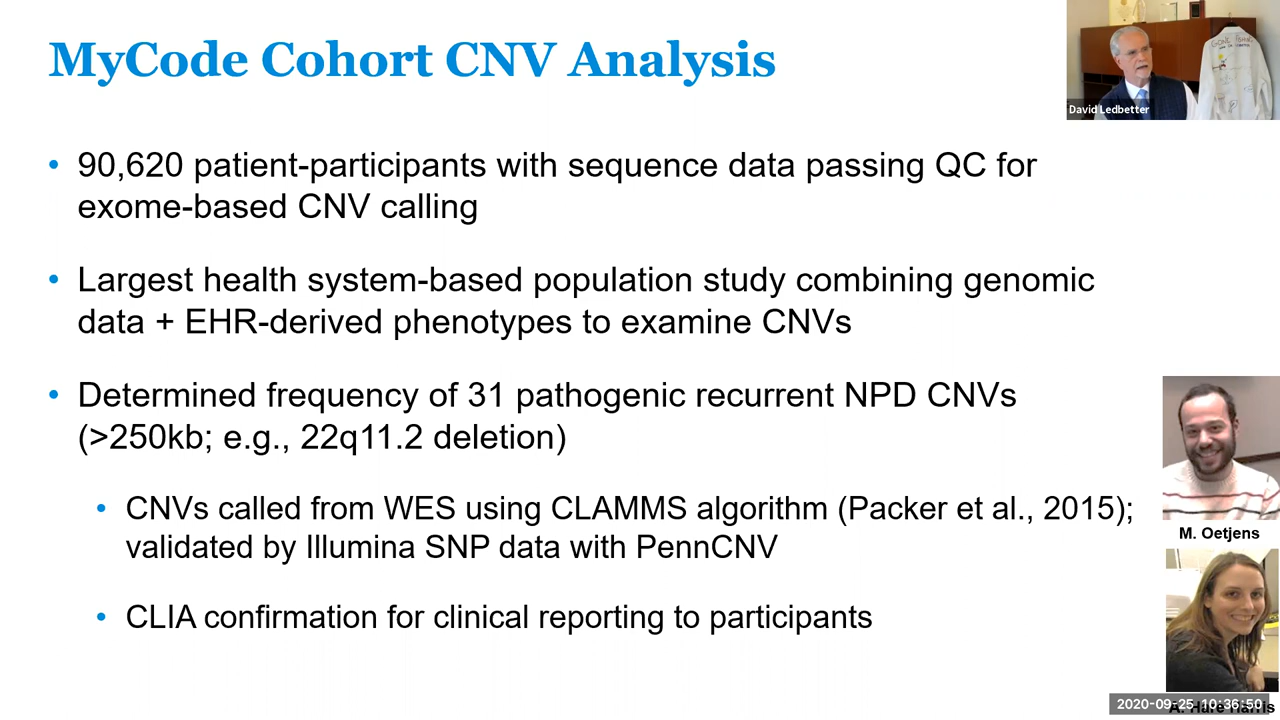 MyCode Cohort CNV Analysis
David Ledbetter
• 90,620 patient-participants with sequence data passing QC for
exome-based CNV calling
• Largest health system-based population study combining genomic
data + EHR-derived phenotypes to examine CNVs
• Determined frequency of 31 pathogenic recurrent NPD CNVs
(>250kb; e.g., 22q11.2 deletion)
• CNVs called from WES using CLAMMS algorithm (Packer et al., 2015);
validated by Illumina SNP data with PennCNV
• CLIA confirmation for clinical reporting to participants
M. Oetjens
2020-09-25 10:36:50